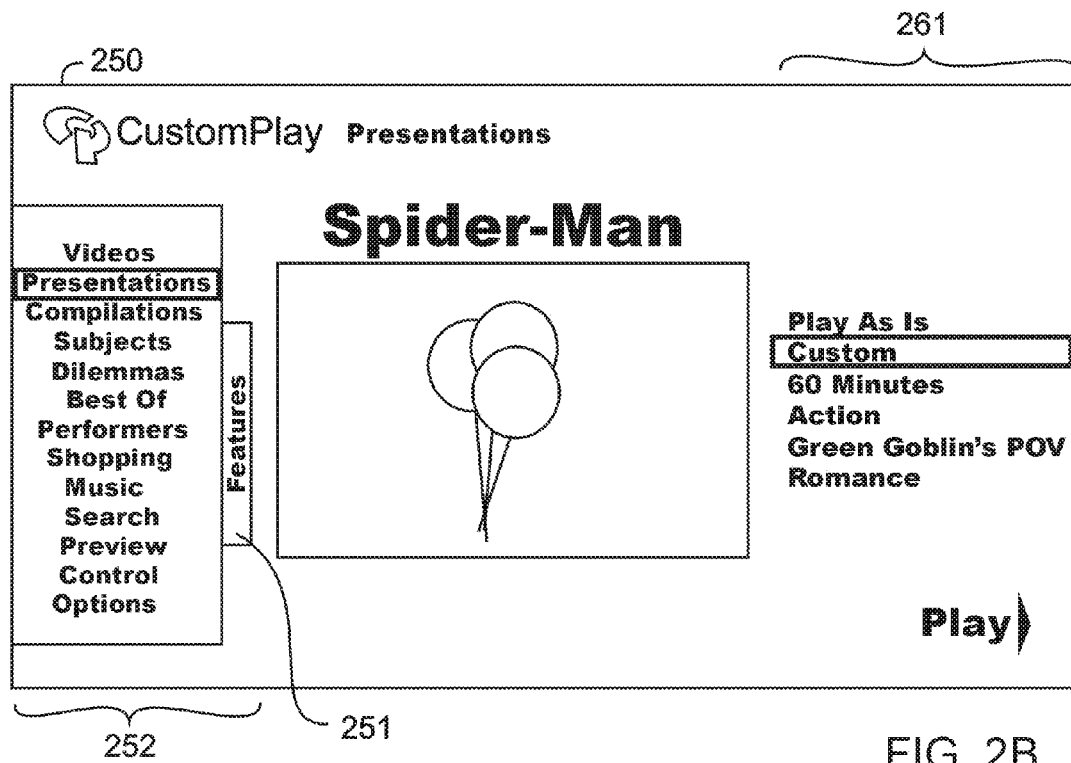 261
250
CustomPlay Presentations
Spider-Man
Videos
Presentations
Compilations
Subjects
Dilemmas
Best Of
Performers
Shopping
Music
Search
Preview
Control
Options
Features
Play As Is
Custom
60 Minutes
Action
Green Goblin's POV
Romance
Play
252
251
FIG. 2B